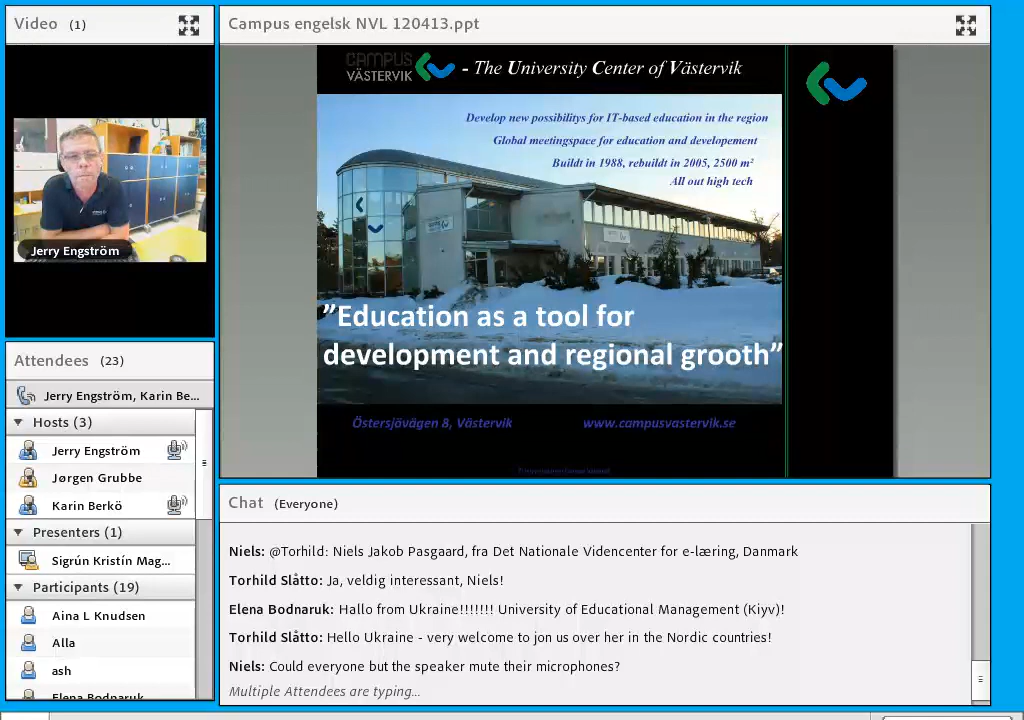 Video (1)
Jerry Engström
Attendees (23)
Jerry Engström, Karin Be...
Hosts (3)
Jerry Engström
Jørgen Grubbe
Karin Berkö
Presenters (1)
Sigrún Kristín Mag...
Participants (19)
Aina L Knudsen
Alla
ash
Elena Bodnaruk
Campus engelsk NVL 120413.ppt
CAMPUS
VÄSTERVIK
- The University Center of Västervik
Develop new possibilitys for IT-based education in the region
Global meetingspace for education and developement
Buildt in 1988, rebuildt in 2005, 2500 m²
All out high tech
”Education as a tool for
development and regional grooth”
Östersjövägen 8, Västervik
www.campusvastervik.se
Chat (Everyone)
Niels: @Torhild: Niels Jakob Pasgaard, fra Det Nationale Videncenter for e-læring, Danmark
Torhild Slåtto: Ja, veldig interessant, Niels!
Elena Bodnaruk: Hallo from Ukraine!!!!!!! University of Educational Management (Kiyv)!
Torhild Slåtto: Hello Ukraine - very welcome to jon us over her in the Nordic countries!
Niels: Could everyone but the speaker mute their microphones?
Multiple Attendees are typing...